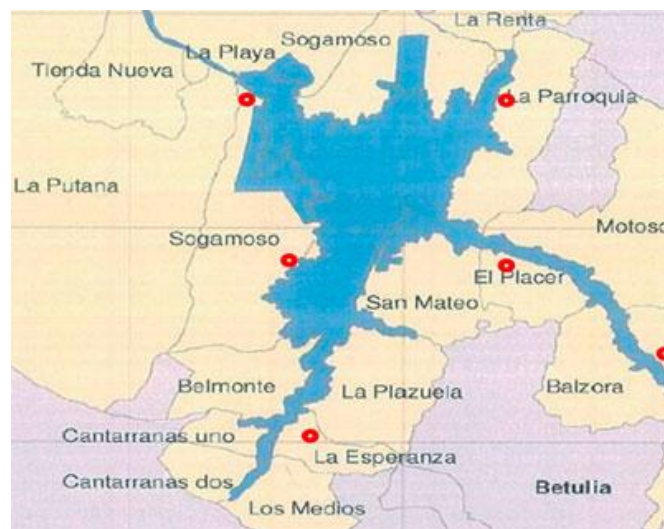 La Renta
Sogamoso
La Playa
Tienda Nueva
La Parroquia
La Putana
Motoso
Sogamoso
El Placer
San Mateo
Belmonte
La Plazuela
Balzora
Cantarranas uno
La Esperanza
Cantarranas dos
Betulia
Los Medios